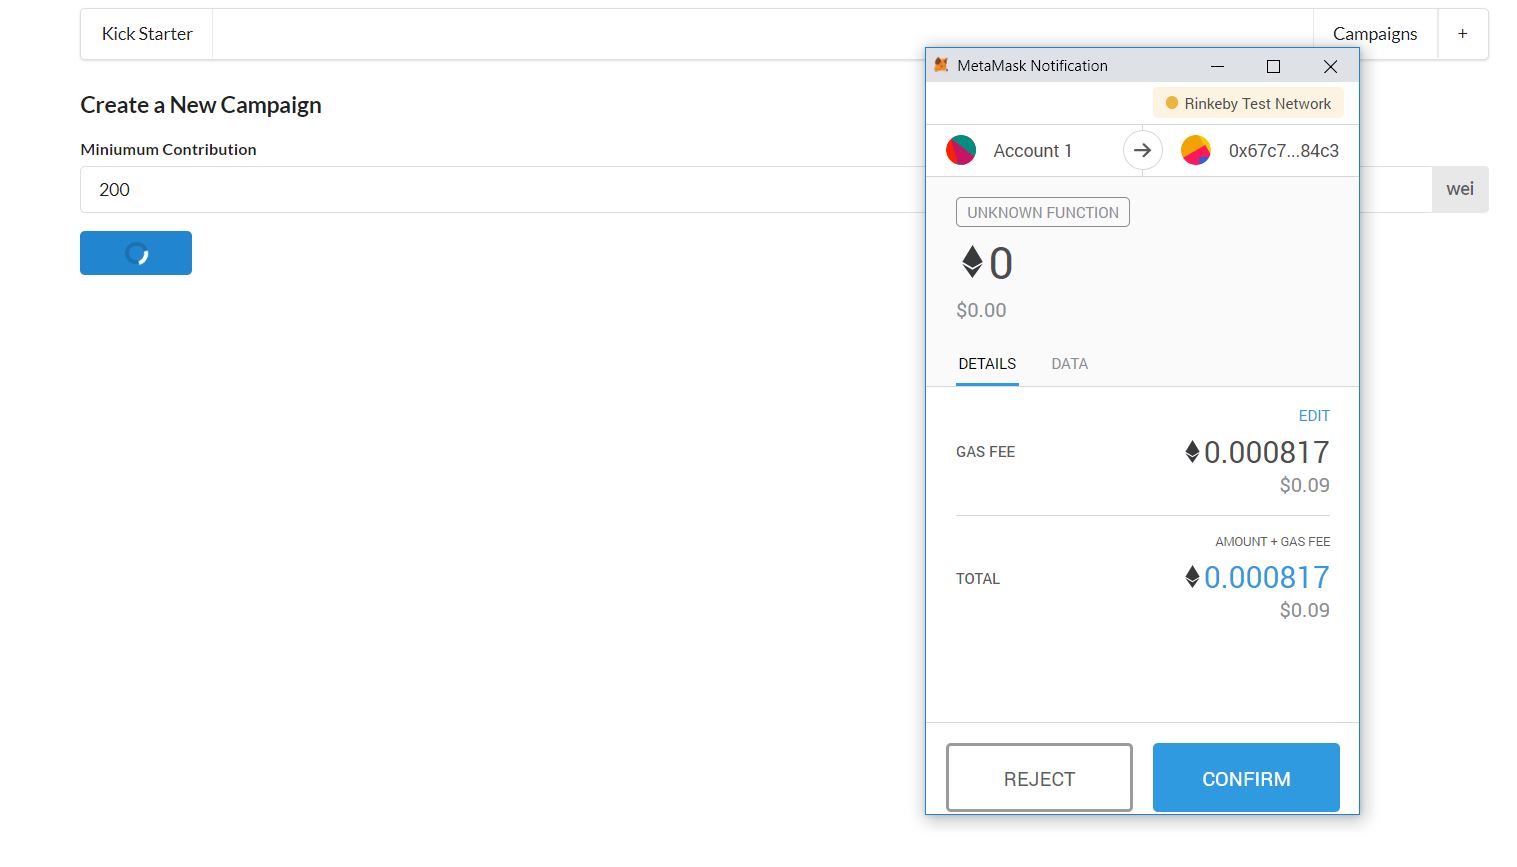 Kick Starter
Campaigns
+
Create a New Campaign
Miniumum Contribution
200
wei
MetaMask Notification
Rinkeby Test Network
Account 1
0x67c7...84c3
UNKNOWN FUNCTION
0
$0.00
DETAILS DATA
EDIT
GAS FEE 0.000817
$0.09
AMOUNT + GAS FEE
TOTAL 0.000817
$0.09
REJECT CONFIRM